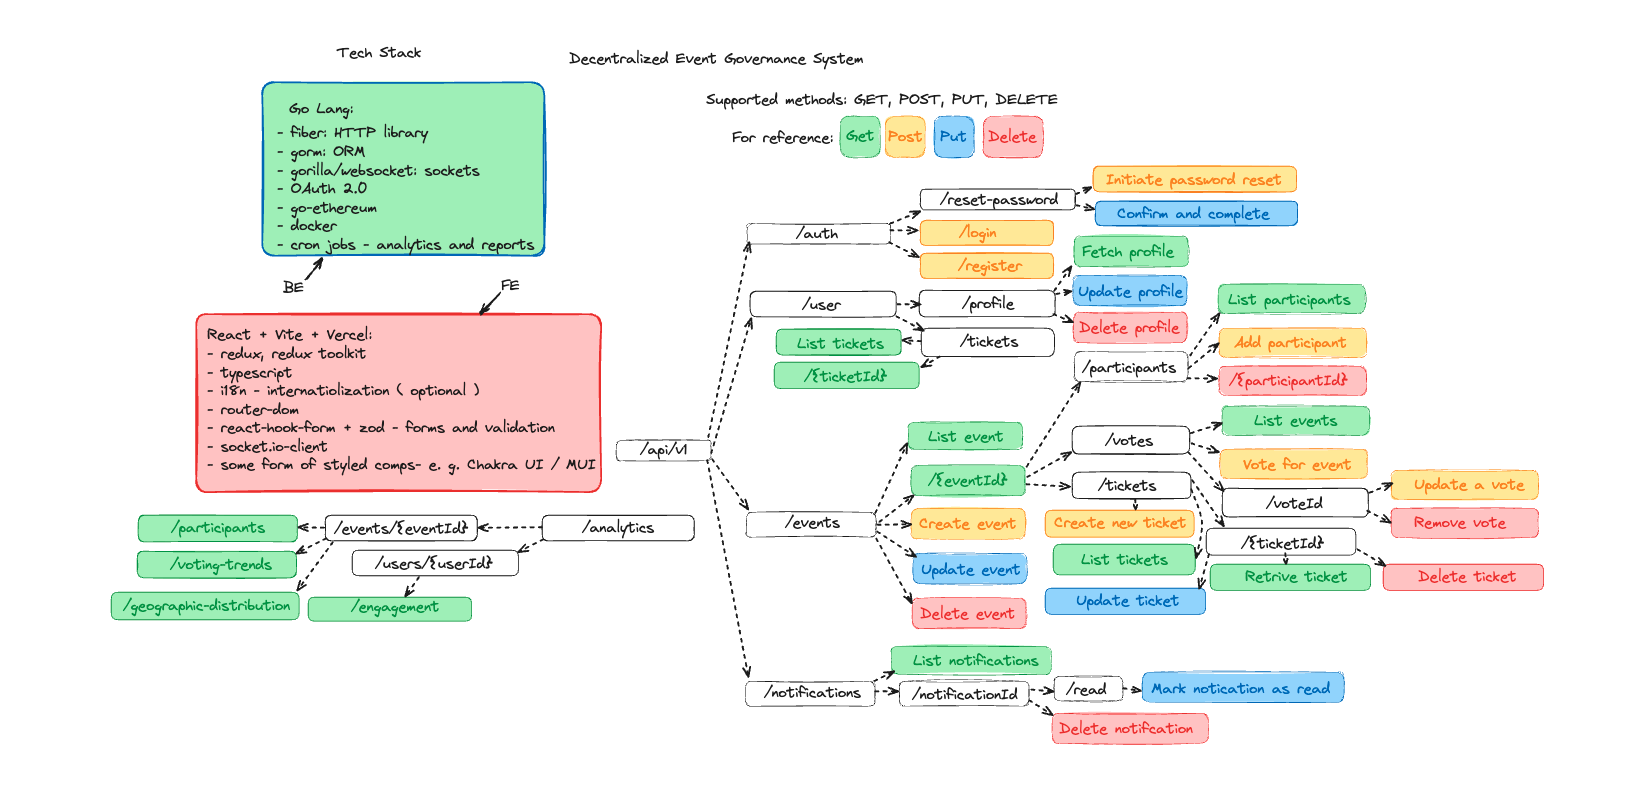 Tech Stack
Decentralized Event Governance System
Go Lang:
- fiber: HTTP library
- gorm: ORM
- gorilla/websocket: sockets
- OAuth 2.0
- go-ethereum
- docker
- cron jobs - analytics and reports
BE
FE
React + Vite + Vercel:
- redux, redux toolkit
- typescript
- i18n - internatiolization ( optional )
- router-dom
- react-hook-form + zod - forms and validation
- socket.io-client
- some form of styled comps- e. g. Chakra UI / MUI
Supported methods: GET, POST, PUT, DELETE
For reference:
Get
Post
Put
Delete
/api/v1
/auth
/reset-password
Initiate password reset
Confirm and complete
/login
/register
/user
/profile
Fetch profile
Update profile
Delete profile
/tickets
List tickets
/{ticketId}
/events
List event
/{eventId}
Create event
Update event
Delete event
/participants
List participants
Add participant
/{participantId}
/votes
List events
Vote for event
/voteId
Update a vote
Remove vote
/tickets
Create new ticket
List tickets
Update ticket
/{ticketId}
Retrive ticket
Delete ticket
/notifications
List notifications
/notificationId
/read
Mark notication as read
Delete notifcation
/analytics
/events/{eventId}
/participants
/voting-trends
/geographic-distribution
/users/{userId}
/engagement